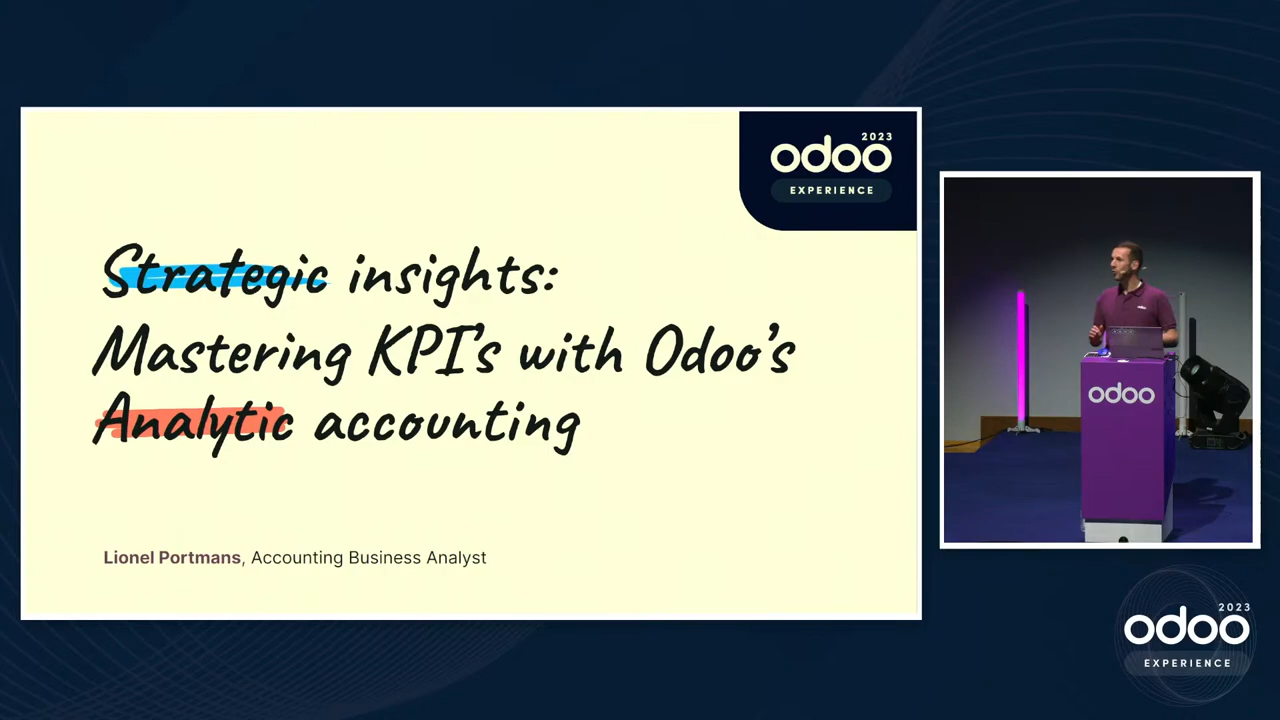 2023
odoo
EXPERIENCE
Strategic insights:
Mastering KPI's with Odoo's
Analytic accounting
Lionel Portmans, Accounting Business Analyst
odoo
2023
odoo
EXPERIENCE